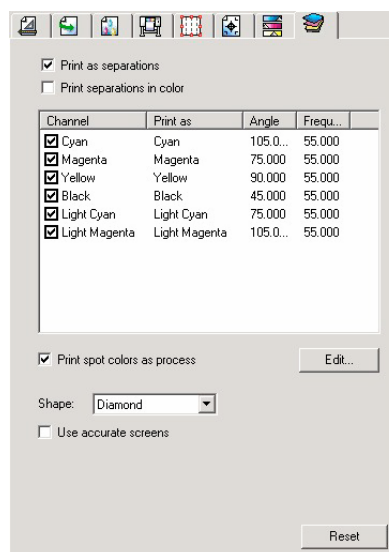 Print as separations
Print separations in color
Channel Print as Angle Frequ...
Cyan Cyan 105.0... 55.000
Magenta Magenta 75.000 55.000
Yellow Yellow 90.000 55.000
Black Black 45.000 55.000
Light Cyan Light Cyan 75.000 55.000
Light Magenta Light Magenta 105.0... 55.000
Print spot colors as process Edit...
Shape: Diamond
Use accurate screens
Reset